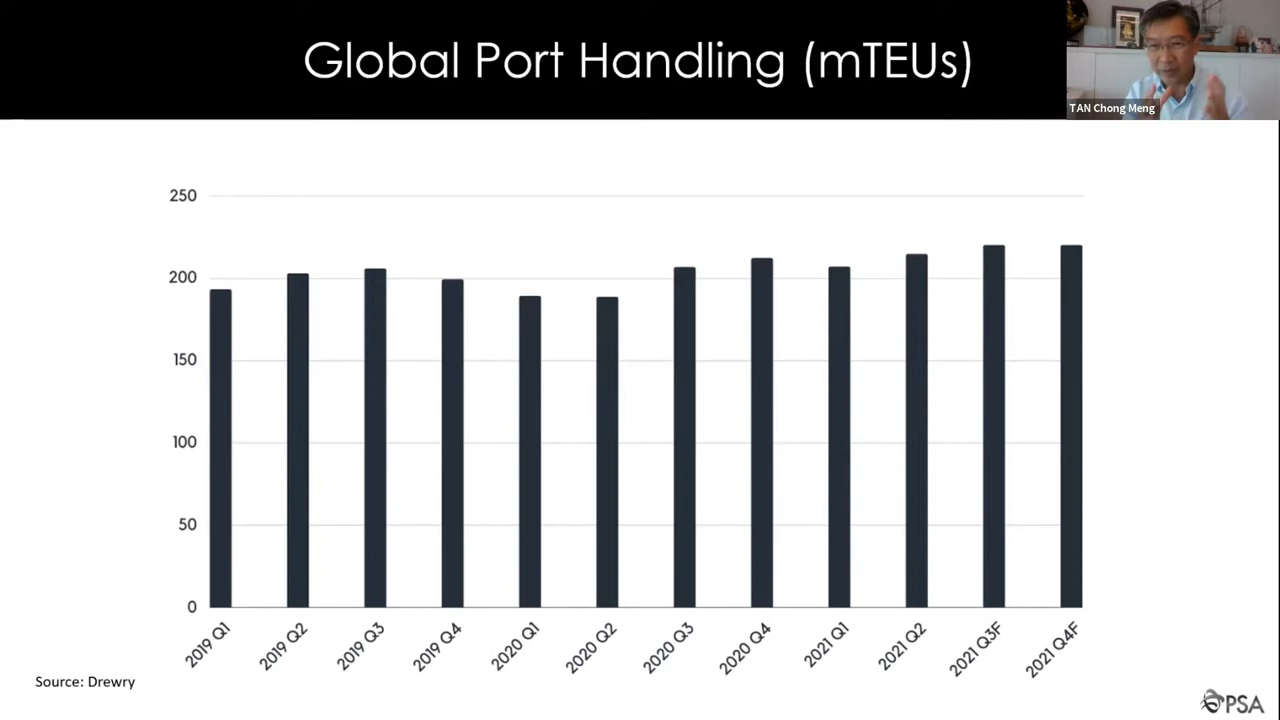 Global Port Handling (mTEUs)
TAN Chong Meng
250
200
150
100
50
0
2019 Q1
2019 Q2
2019 Q3
2019 Q4
2020 Q1
2020 Q2
2020 Q3
2020 Q4
2021 Q1
2021 Q2
2021 Q3F
2021 Q4F
Source: Drewry
PSA